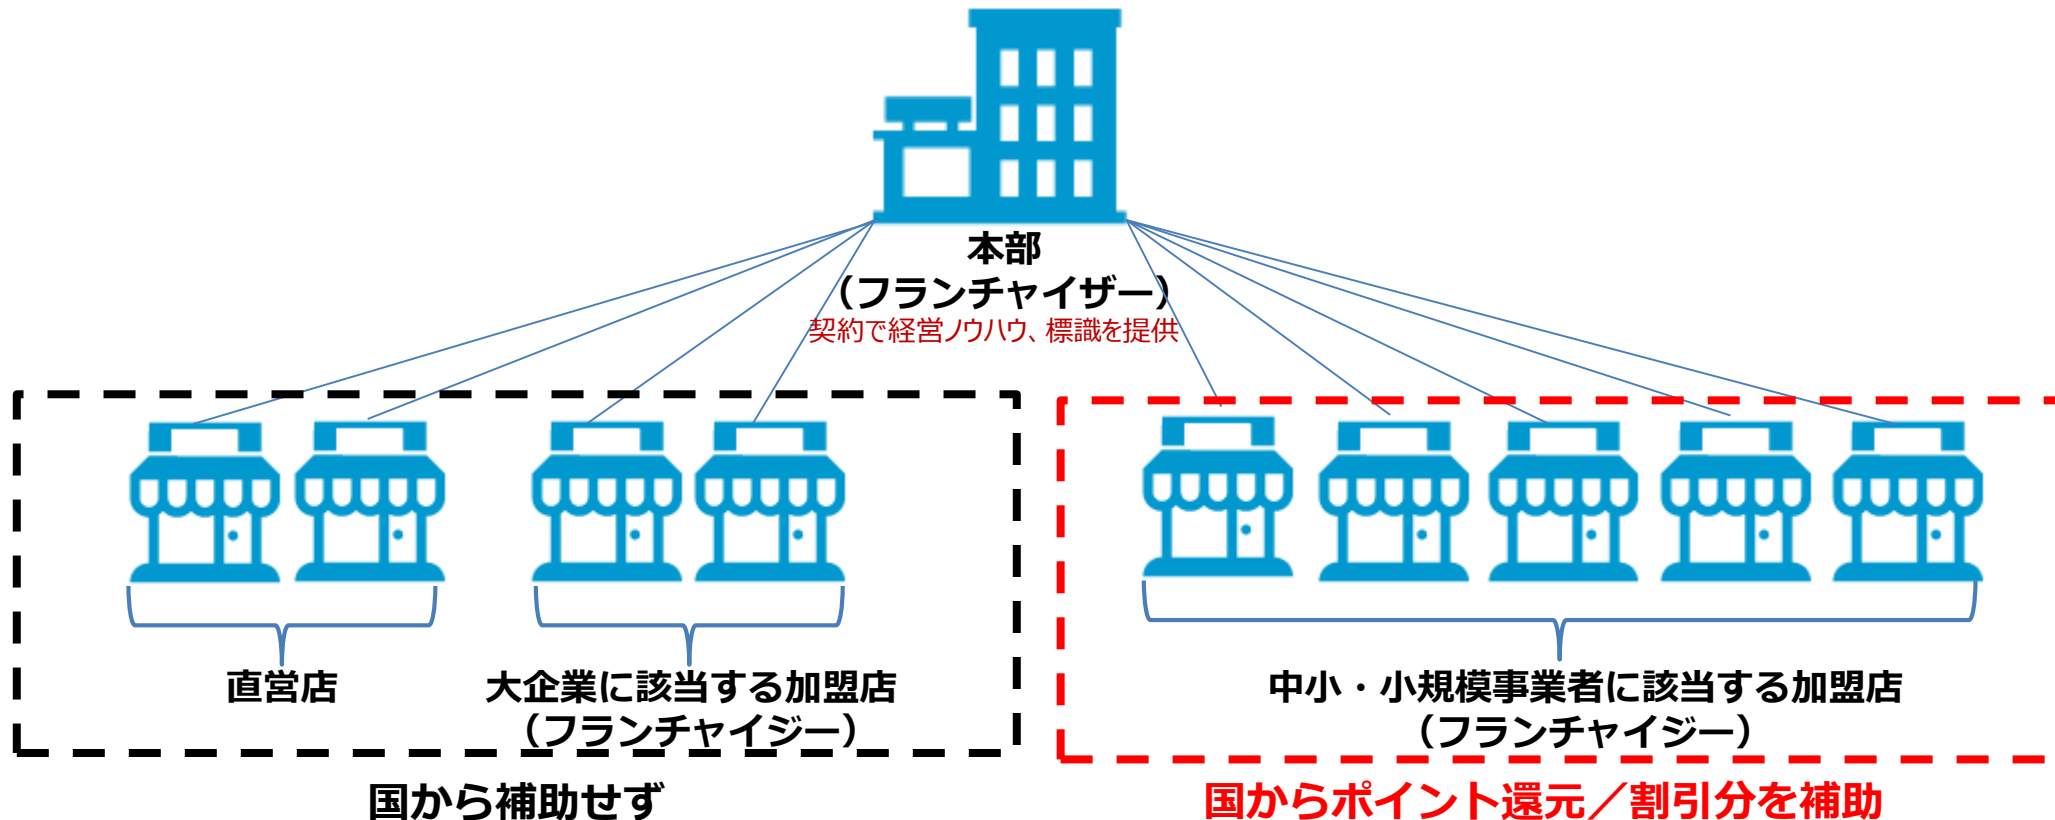 本部
（フランチャイザー）
契約で経営ノウハウ、標識を提供
直営店
大企業に該当する加盟店
（フランチャイジー）
国から補助せず
中小・小規模事業者に該当する加盟店
（フランチャイジー）
国からポイント還元／割引分を補助